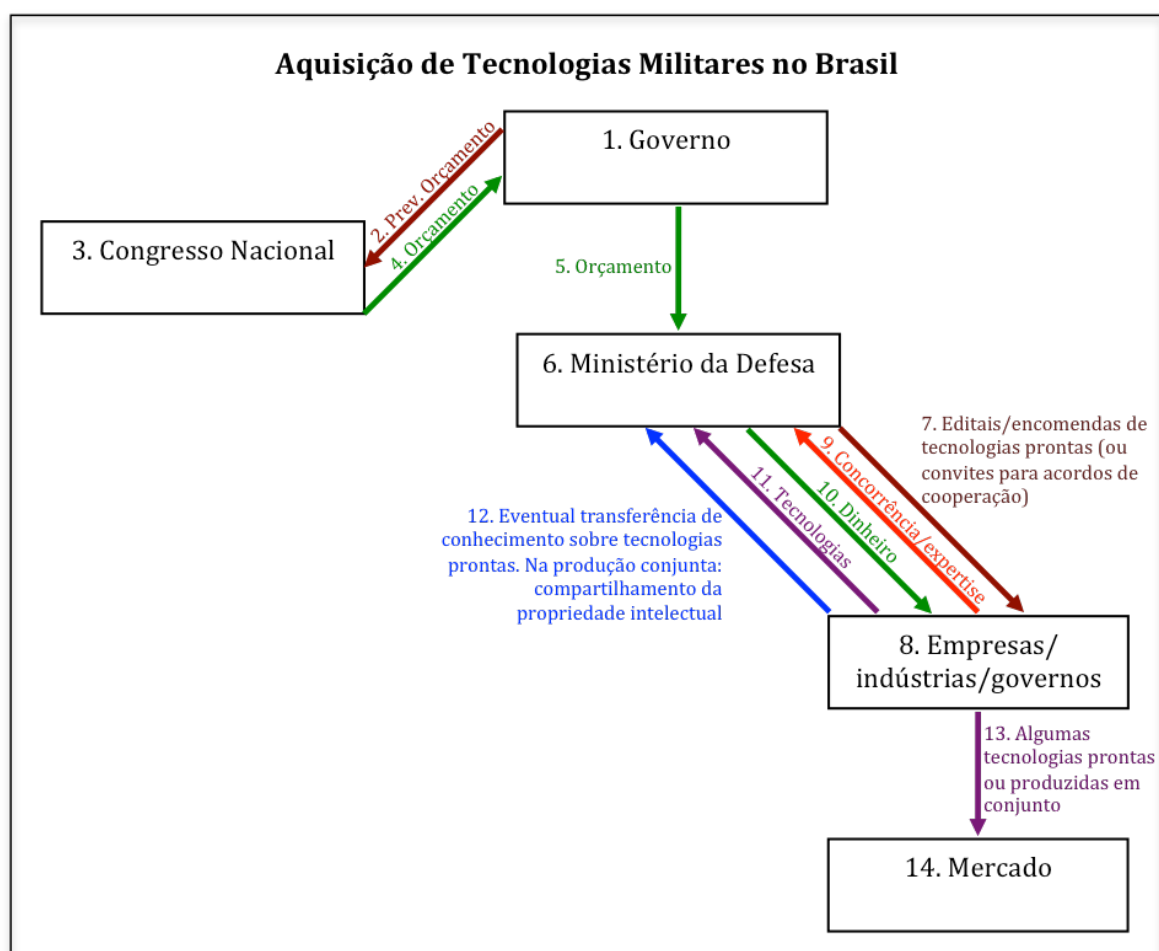 Aquisição de Tecnologias Militares no Brasil
1. Governo
2. Prev. Orçamento
3. Congresso Nacional
4. Orçamento
5. Orçamento
6. Ministério da Defesa
7. Editais/encomendas de
tecnologias prontas (ou
convites para acordos de
cooperação)
8. Empresas/
indústrias/governos
9. Concorrência/expertise
10. Dinheiro
11. Tecnologias
12. Eventual transferência de
conhecimento sobre tecnologias
prontas. Na produção conjunta:
compartilhamento da
propriedade intelectual
13. Algumas
tecnologias prontas
ou produzidas em
conjunto
14. Mercado